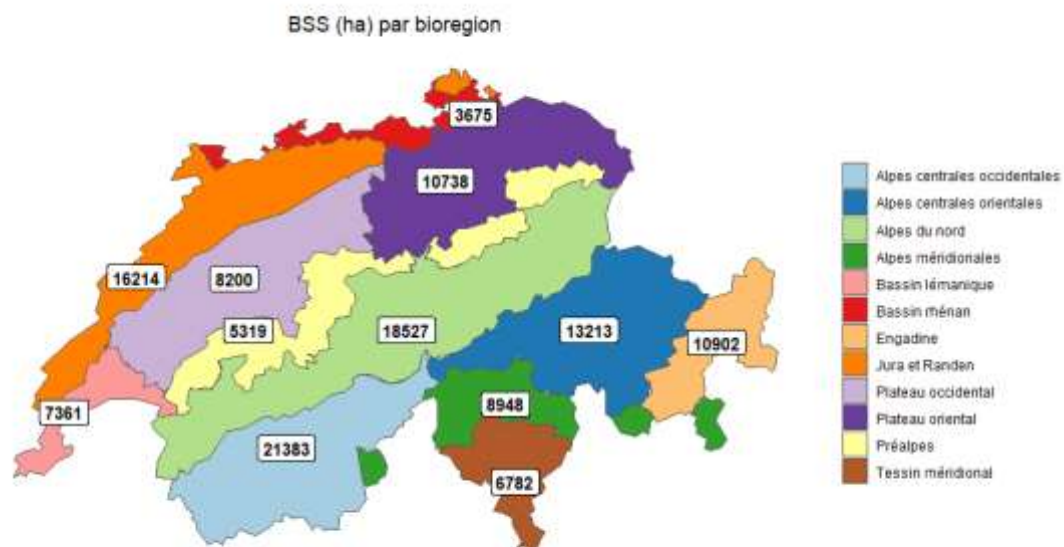 BSS (ha) par bioregion
3675
10738
16214
8200
5319
18527
13213
10902
7361
8948
21383
6782
Alpes centrales occidentales
Alpes centrales orientales
Alpes du nord
Alpes méridionales
Bassin lémanique
Bassin rhénan
Engadine
Jura et Randen
Plateau occidental
Plateau oriental
Préalpes
Tessin méridional